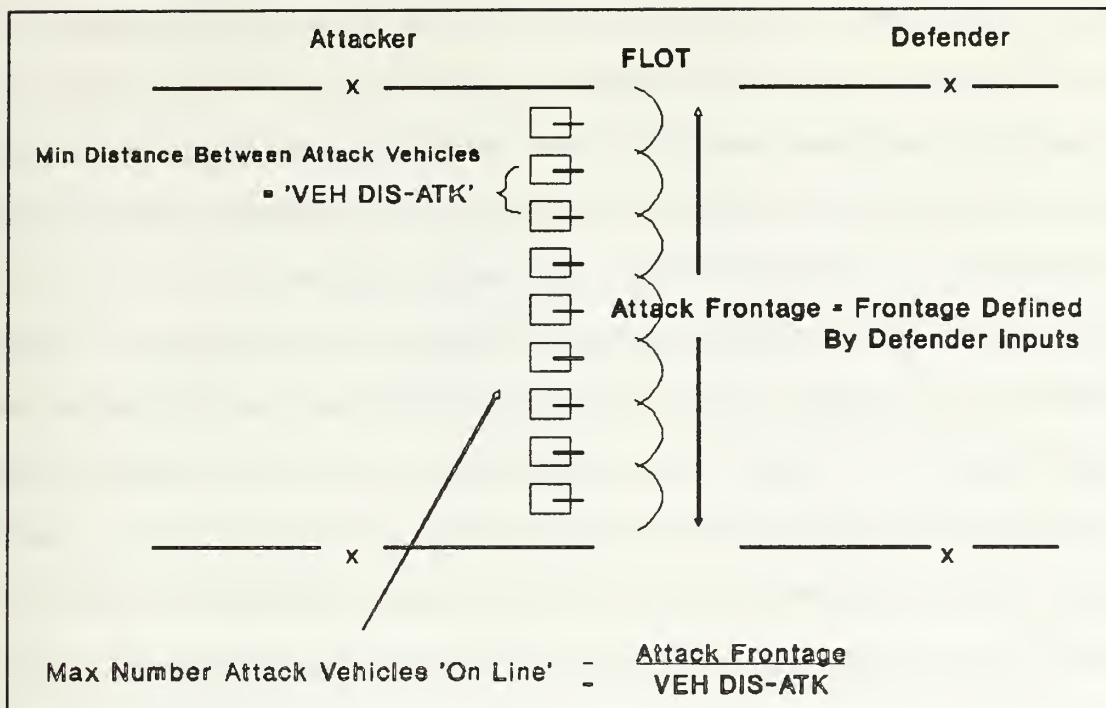 Attacker
FLOT
Defender
X
X
Min Distance Between Attack Vehicles
= 'VEH DIS-ATK'
Attack Frontage = Frontage Defined
By Defender Inputs
X
X
Max Number Attack Vehicles 'On Line' = Attack Frontage
VEH DIS-ATK